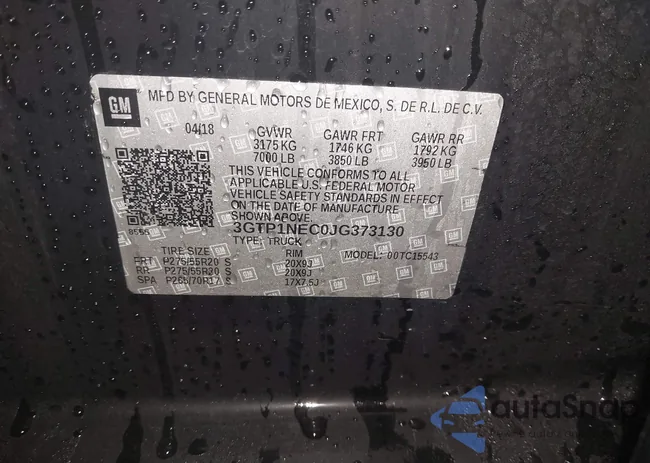 GM
MFD BY GENERAL MOTORS DE MEXICO, S. DE R.L. DE C.V.
04/18 GVWR GAWR FRT GAWR RR
3175 KG 1746 KG 1792 KG
7000 LB 3850 LB 3950 LB
THIS VEHICLE CONFORMS TO ALL
APPLICABLE U.S. FEDERAL MOTOR
VEHICLE SAFETY STANDARDS IN EFFECT
ON THE DATE OF MANUFACTURE
SHOWN ABOVE.
8555 3GTP1NEC0JG373130
TYPE: TRUCK
TIRE SIZE RIM MODEL: 00TC15543
FRT P275/55R20 S 20X9J
RR P275/55R20 S 20X9J
SPA P265/70R17 S 17X7.5J
autoSnap